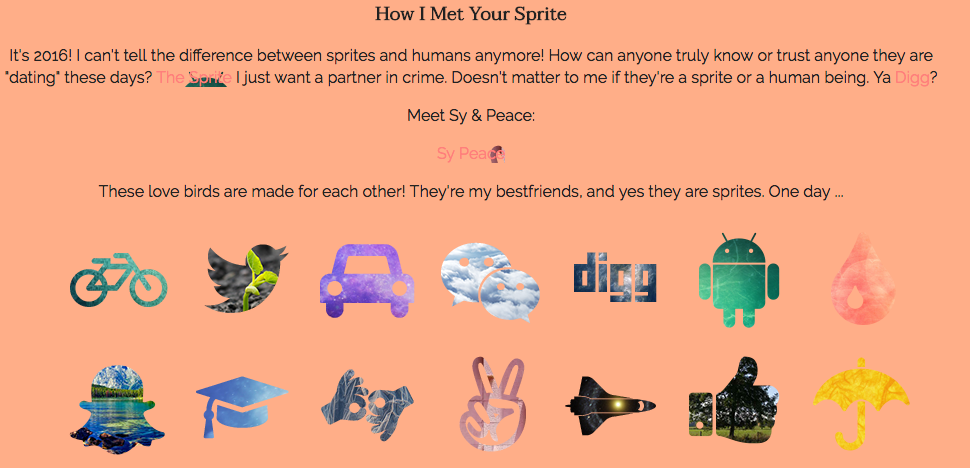 How I Met Your Sprite
It's 2016! I can't tell the difference between sprites and humans anymore! How can anyone truly know or trust anyone they are
"dating" these days? The Sprite I just want a partner in crime. Doesn't matter to me if they're a sprite or a human being. Ya Digg?
Meet Sy & Peace:
Sy Peace
These love birds are made for each other! They're my bestfriends, and yes they are sprites. One day ...
digg